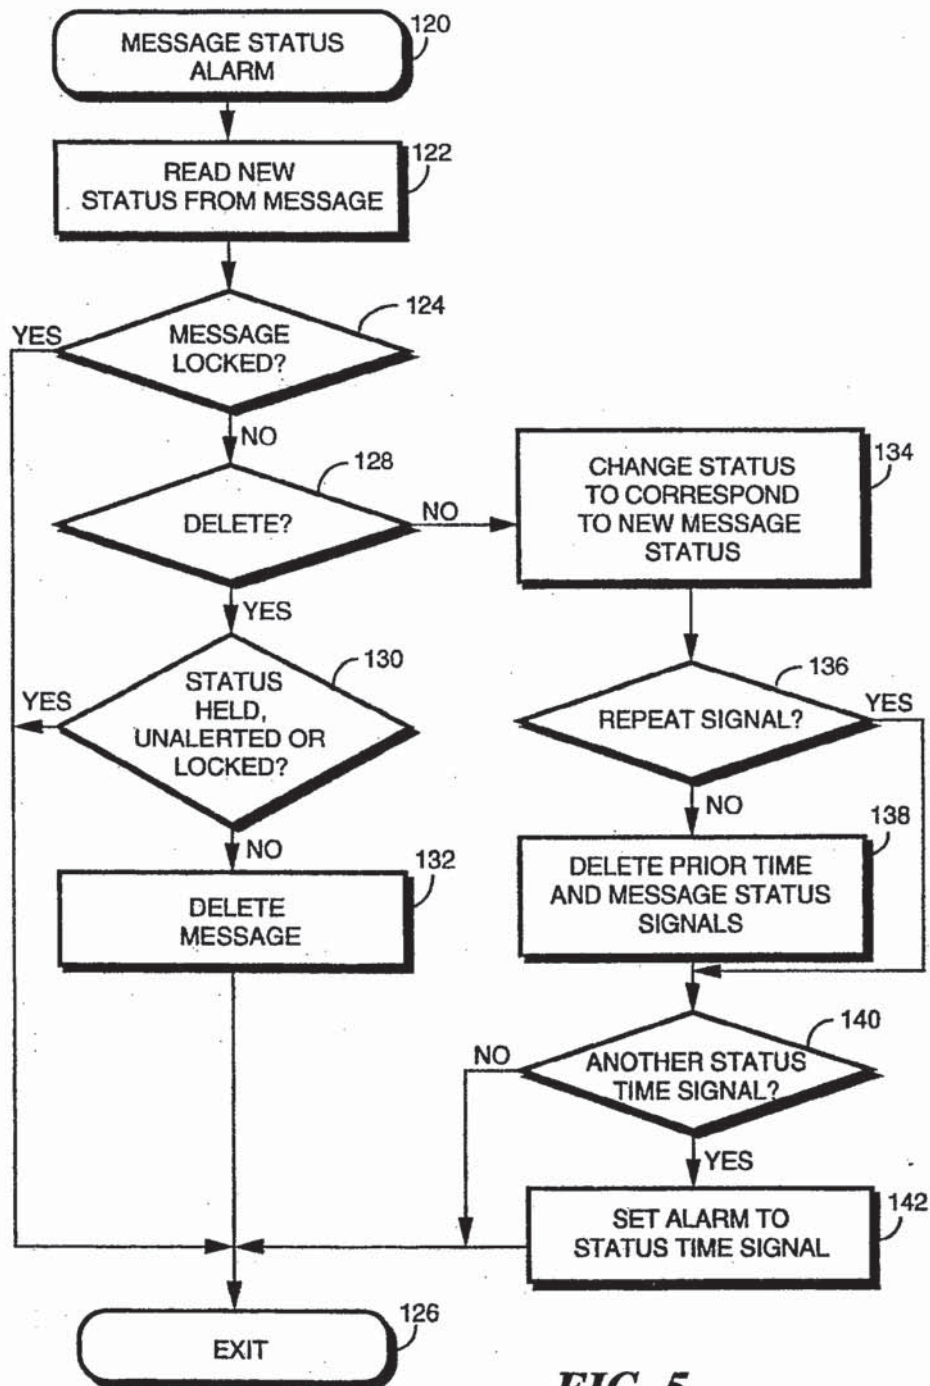 MESSAGE STATUS
ALARM
120
READ NEW
STATUS FROM MESSAGE
122
MESSAGE
LOCKED?
124
YES
NO
DELETE?
128
NO
YES
CHANGE STATUS
TO CORRESPOND
TO NEW MESSAGE
STATUS
134
STATUS
HELD,
UNALERTED OR
LOCKED?
130
YES
NO
REPEAT SIGNAL?
136
YES
NO
DELETE
MESSAGE
132
DELETE PRIOR TIME
AND MESSAGE STATUS
SIGNALS
138
ANOTHER STATUS
TIME SIGNAL?
140
NO
YES
SET ALARM TO
STATUS TIME SIGNAL
142
EXIT
126
FIG. 5